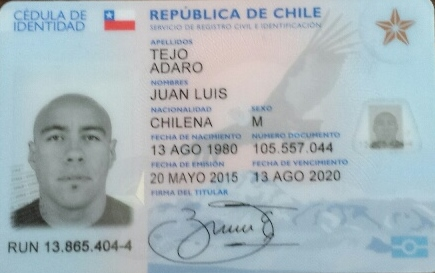 CÉDULA DE
IDENTIDAD
REPÚBLICA DE CHILE
SERVICIO DE REGISTRO CIVIL E IDENTIFICACIÓN
APELLIDOS
TEJO
ADARO
NOMBRES
JUAN LUIS
NACIONALIDAD SEXO
CHILENA M
FECHA DE NACIMIENTO NÚMERO DOCUMENTO
13 AGO 1980 105.557.044
FECHA DE EMISIÓN FECHA DE VENCIMIENTO
20 MAYO 2015 13 AGO 2020
FIRMA DEL TITULAR
RUN 13.865.404-4